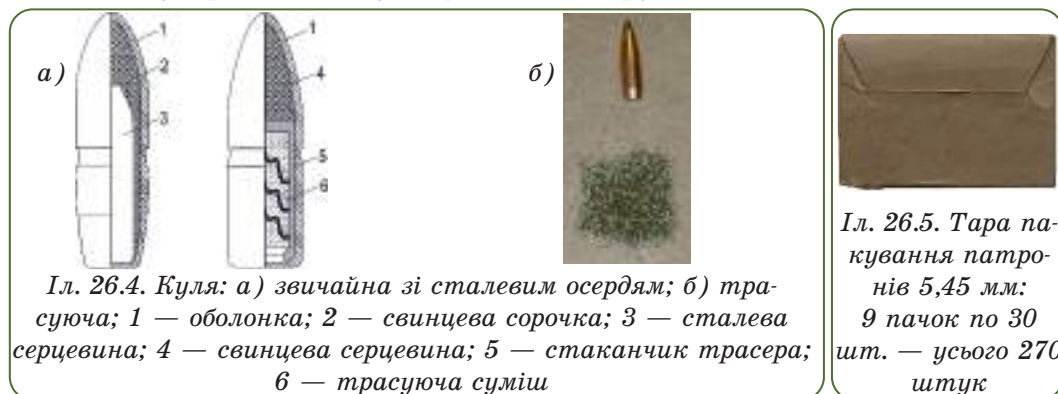 а)
1
2
3
1
4
5
6
б)
Іл. 26.4. Куля: а) звичайна зі сталевим осердям; б) тра-
суюча; 1 — оболонка; 2 — свинцева сорочка; 3 — сталева
серцевина; 4 — свинцева серцевина; 5 — стаканчик трасера;
6 — трасуюча суміш
Іл. 26.5. Тара па-
кування патро-
нів 5,45 мм:
9 пачок по 30
шт. — усього 270
штук